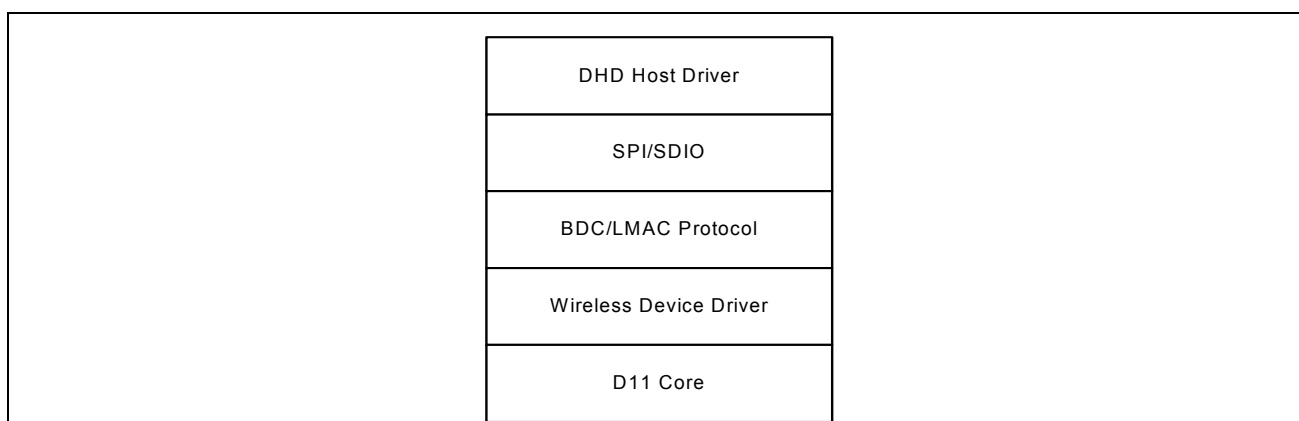 DHD Host Driver
SPI/SDIO
BDC/LMAC Protocol
Wireless Device Driver
D11 Core